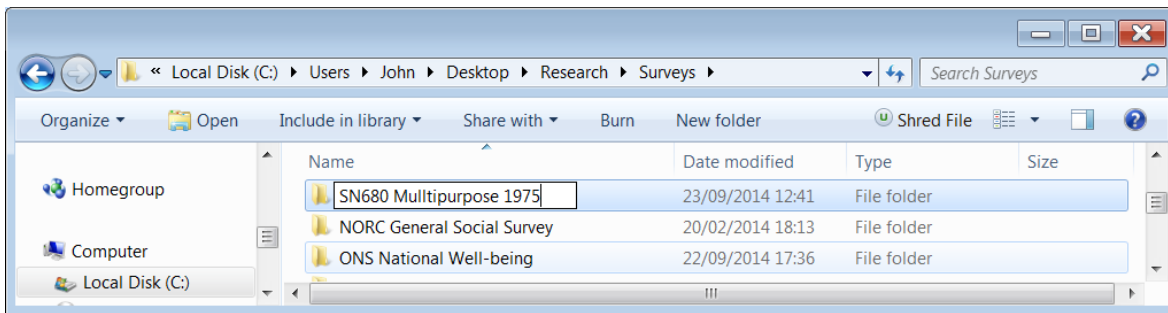 « Local Disk (C:) Users John Desktop Research Surveys Search Surveys
Organize Open Include in library Share with Burn New folder Shred File
Name Date modified Type Size
Homegroup
SN680 Mulltipurpose 1975 23/09/2014 12:41 File folder
NORC General Social Survey 20/02/2014 18:13 File folder
Computer
ONS National Well-being 22/09/2014 17:36 File folder
Local Disk (C:)